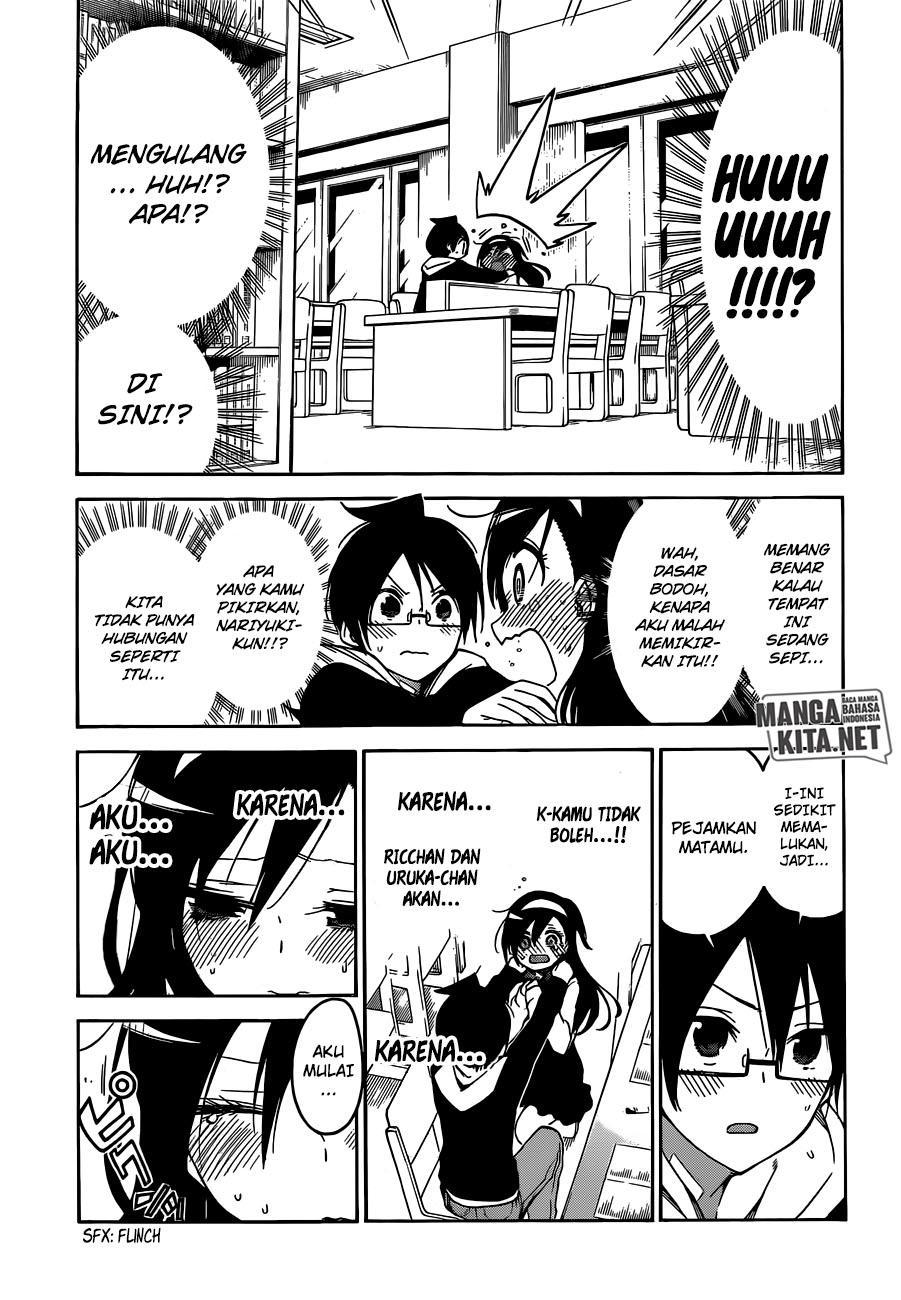 HUUU
UUUH
!!!!?
MENGULANG
... HUH!?
APA!?
DI
SINI!?
MEMANG
BENAR
KALAU
TEMPAT
INI
SEDANG
SEPI...
WAH,
DASAR
BODOH,
KENAPA
AKU MALAH
MEMIKIR-
KAN ITU!!
APA
YANG KAMU
PIKIRKAN,
NARIYUKI-
KUN!!?
KITA
TIDAK PUNYA
HUBUNGAN
SEPERTI
ITU...
MANGA
KITA.NET
BACA MANGA
BAHASA
INDONESIA
I-INI
SEDIKIT
MEMA-
LUKAN,
JADI...
PEJAMKAN
MATAMU.
K-KAMU TIDAK
BOLEH...!!
KARENA...
RICCHAN DAN
URUKA-CHAN
AKAN...
KARENA...
KARENA...
AKU...
AKU...
AKU
MULAI
...
SFX: FLINCH